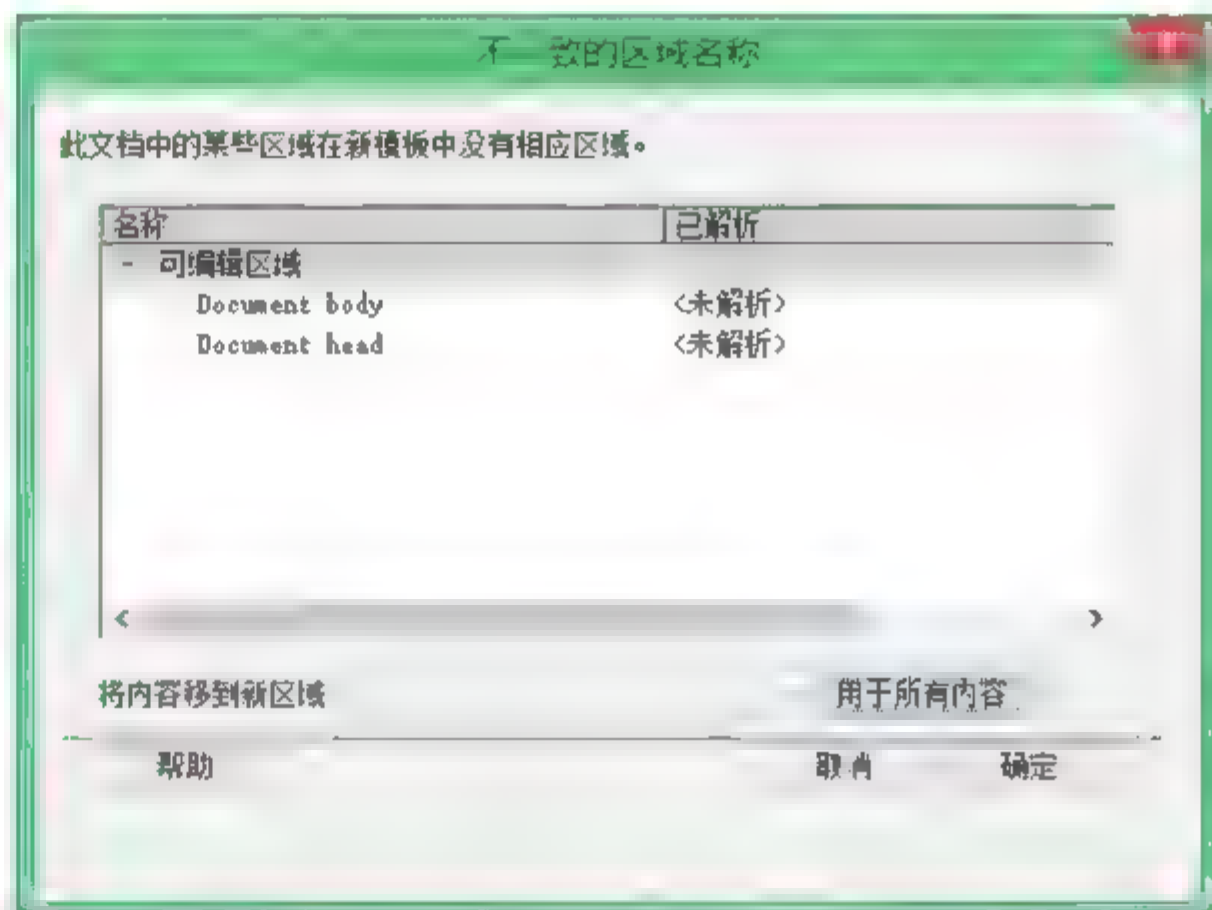 不一致的区域名称
此文档中的某些区域在新模板中没有相应区域。
名称 已解析
- 可编辑区域
Document body <未解析>
Document head <未解析>
将内容移到新区域 用于所有内容
帮助 取消 确定